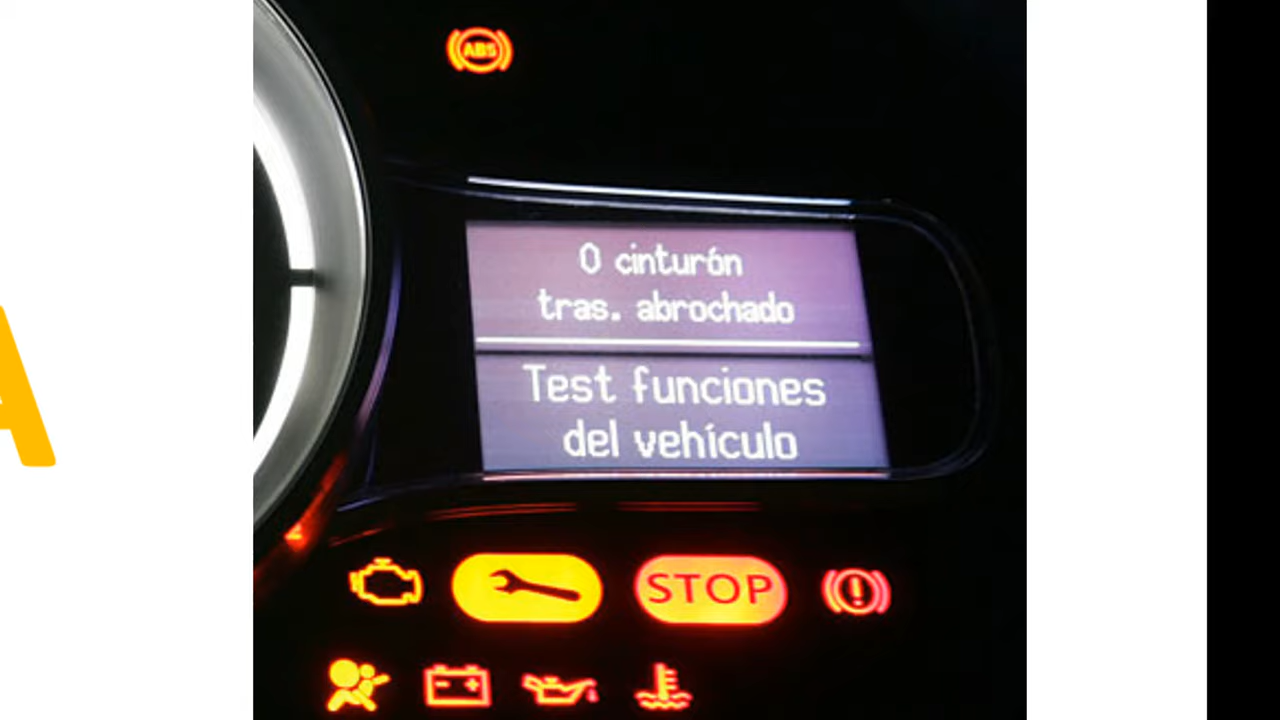 ABS
0 cinturón
tras. abrochado
Test funciones
del vehículo
STOP
A